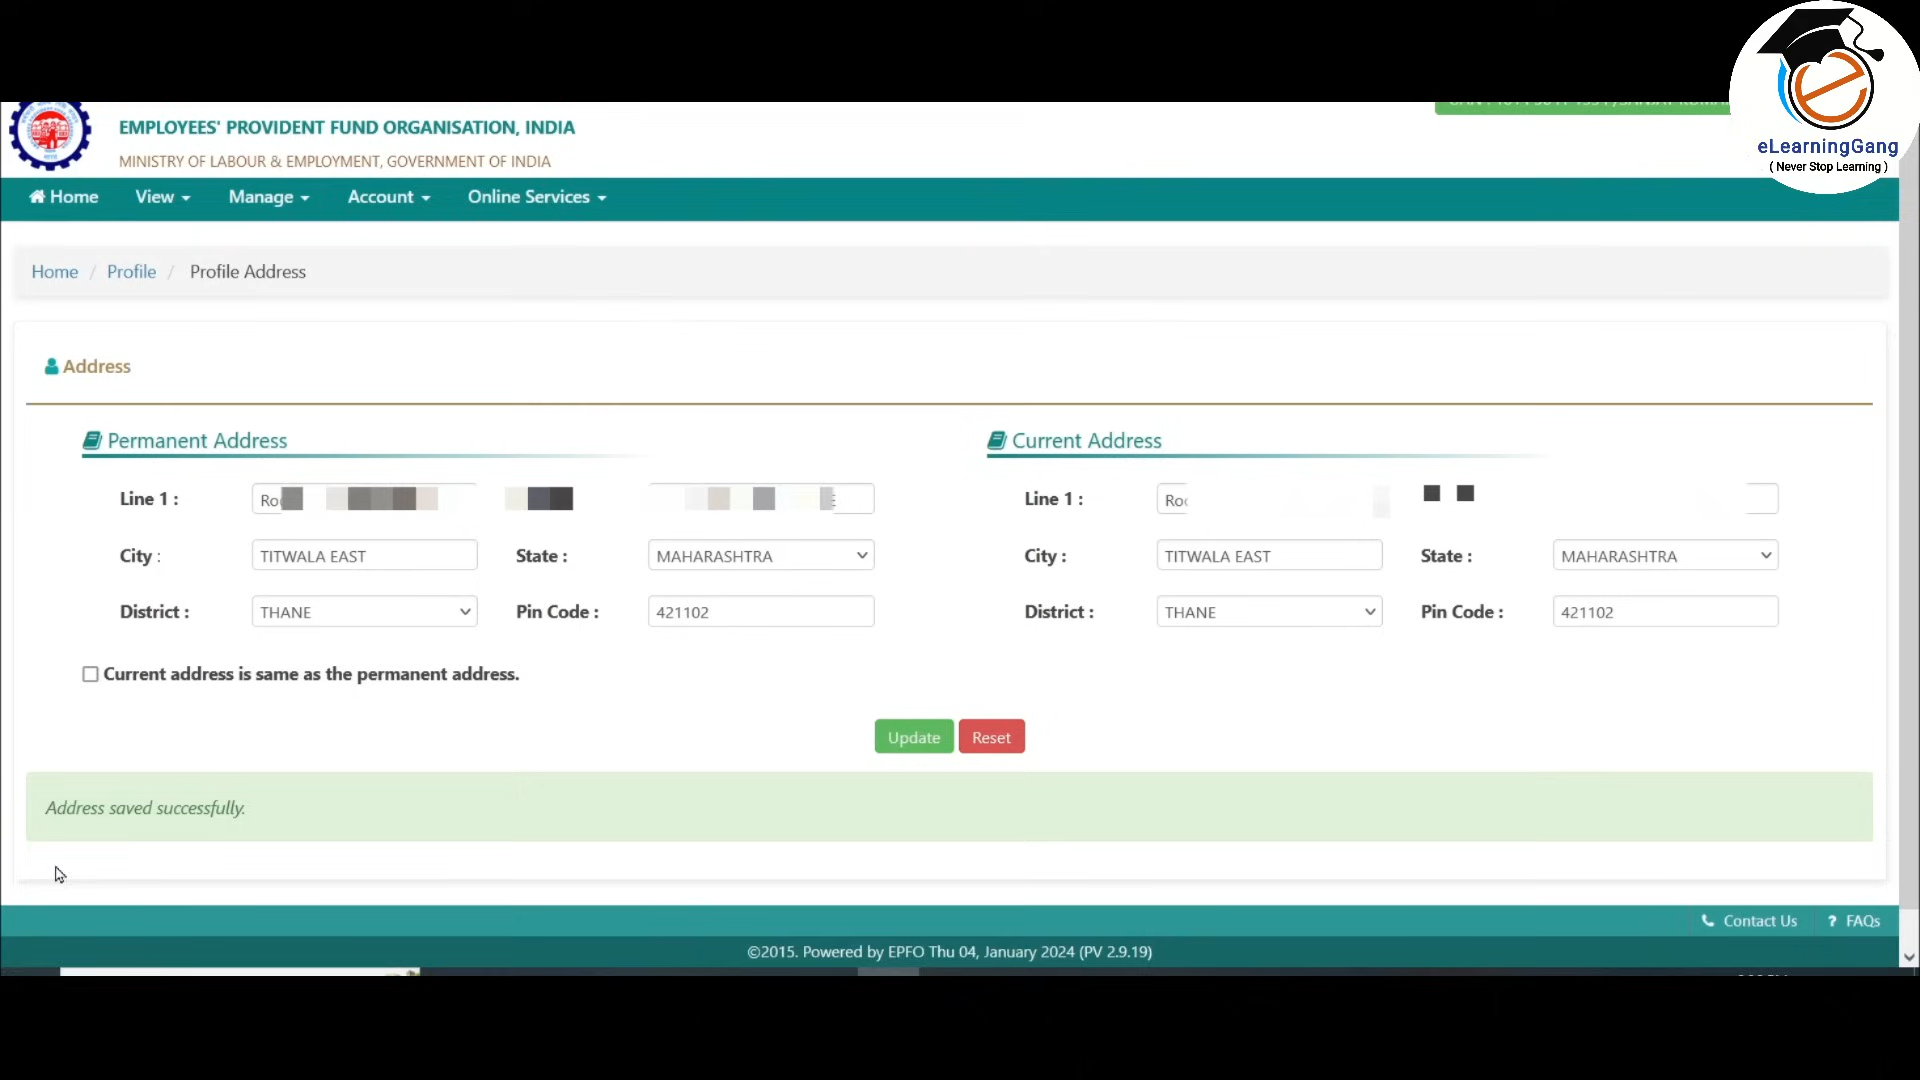 eLearningGang
( Never Stop Learning )
EMPLOYEES' PROVIDENT FUND ORGANISATION, INDIA
MINISTRY OF LABOUR & EMPLOYMENT, GOVERNMENT OF INDIA
Home View Manage Account Online Services
Home / Profile / Profile Address
Address
Permanent Address
Line 1 :
City : TITWALA EAST State : MAHARASHTRA
District : THANE Pin Code : 421102
Current address is same as the permanent address.
Current Address
Line 1 :
City : TITWALA EAST State : MAHARASHTRA
District : THANE Pin Code : 421102
Update Reset
Address saved successfully.
Contact Us ? FAQs
©2015. Powered by EPFO Thu 04, January 2024 (PV 2.9.19)